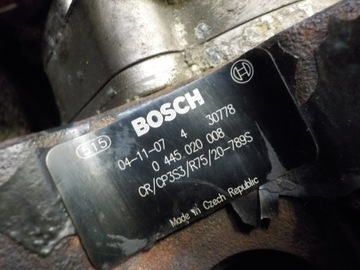 BOSCH
515 04-11-07 4 30778
0 445 020 008
CR/CP3S3/R75/20-789S
Made in Czech Republic